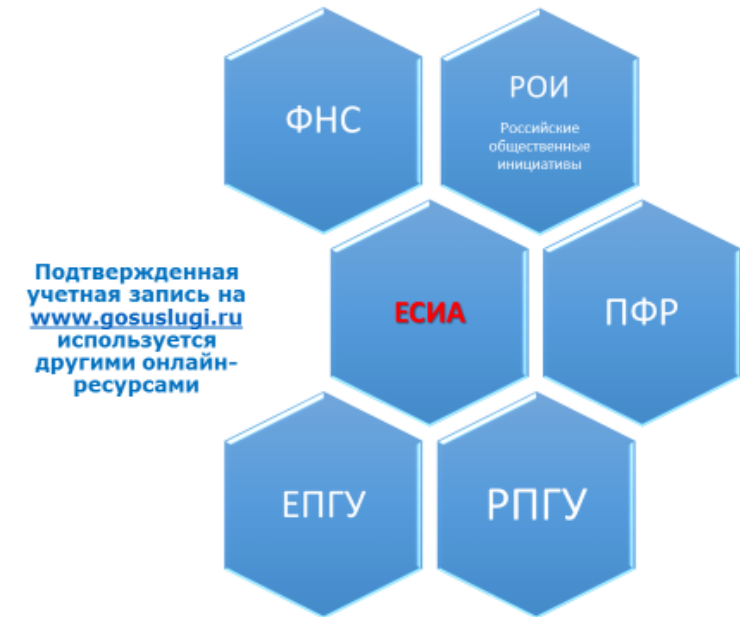 ФНС
РОИ
Российские
общественные
инициативы
Подтвержденная
учетная запись на
www.gosuslugi.ru
используется
другими онлайн-
ресурсами
ЕСИА
ПФР
ЕПГУ
РПГУ